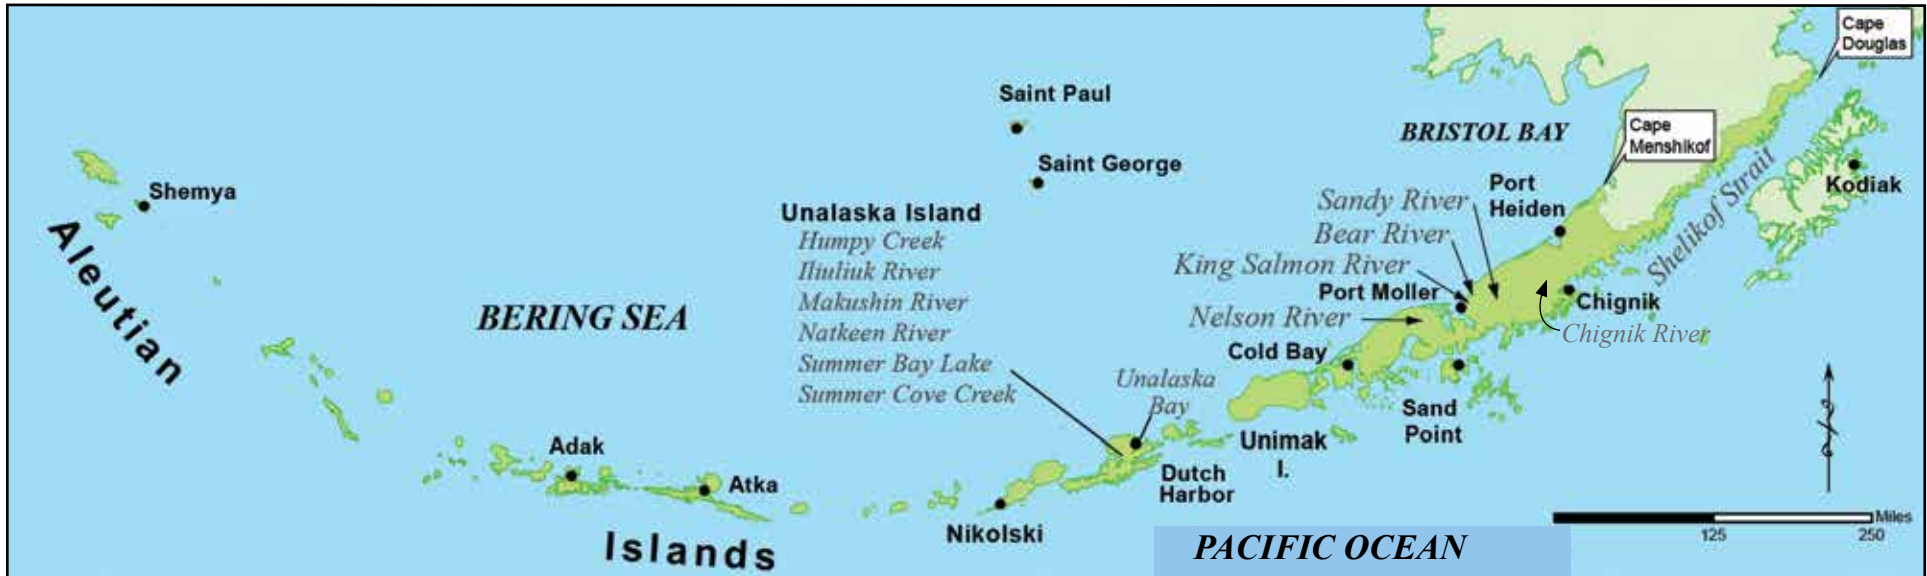 Cape
Douglas
Saint Paul
BRISTOL BAY
Cape
Menshikof
Saint George
Shemya
Kodiak
Port
Heiden
Sandy River
Shelikof Strait
Unalaska Island
Humpy Creek
Iliuliuk River
Makushin River
Natkeen River
Summer Bay Lake
Summer Cove Creek
Bear River
King Salmon River
Port Moller
Chignik
Chignik River
Nelson River
Aleutian
BERING SEA
Cold Bay
Unalaska
Bay
Sand
Point
Unimak
I.
Adak
Atka
Dutch
Harbor
Nikolski
Islands
PACIFIC OCEAN
Miles
125
250